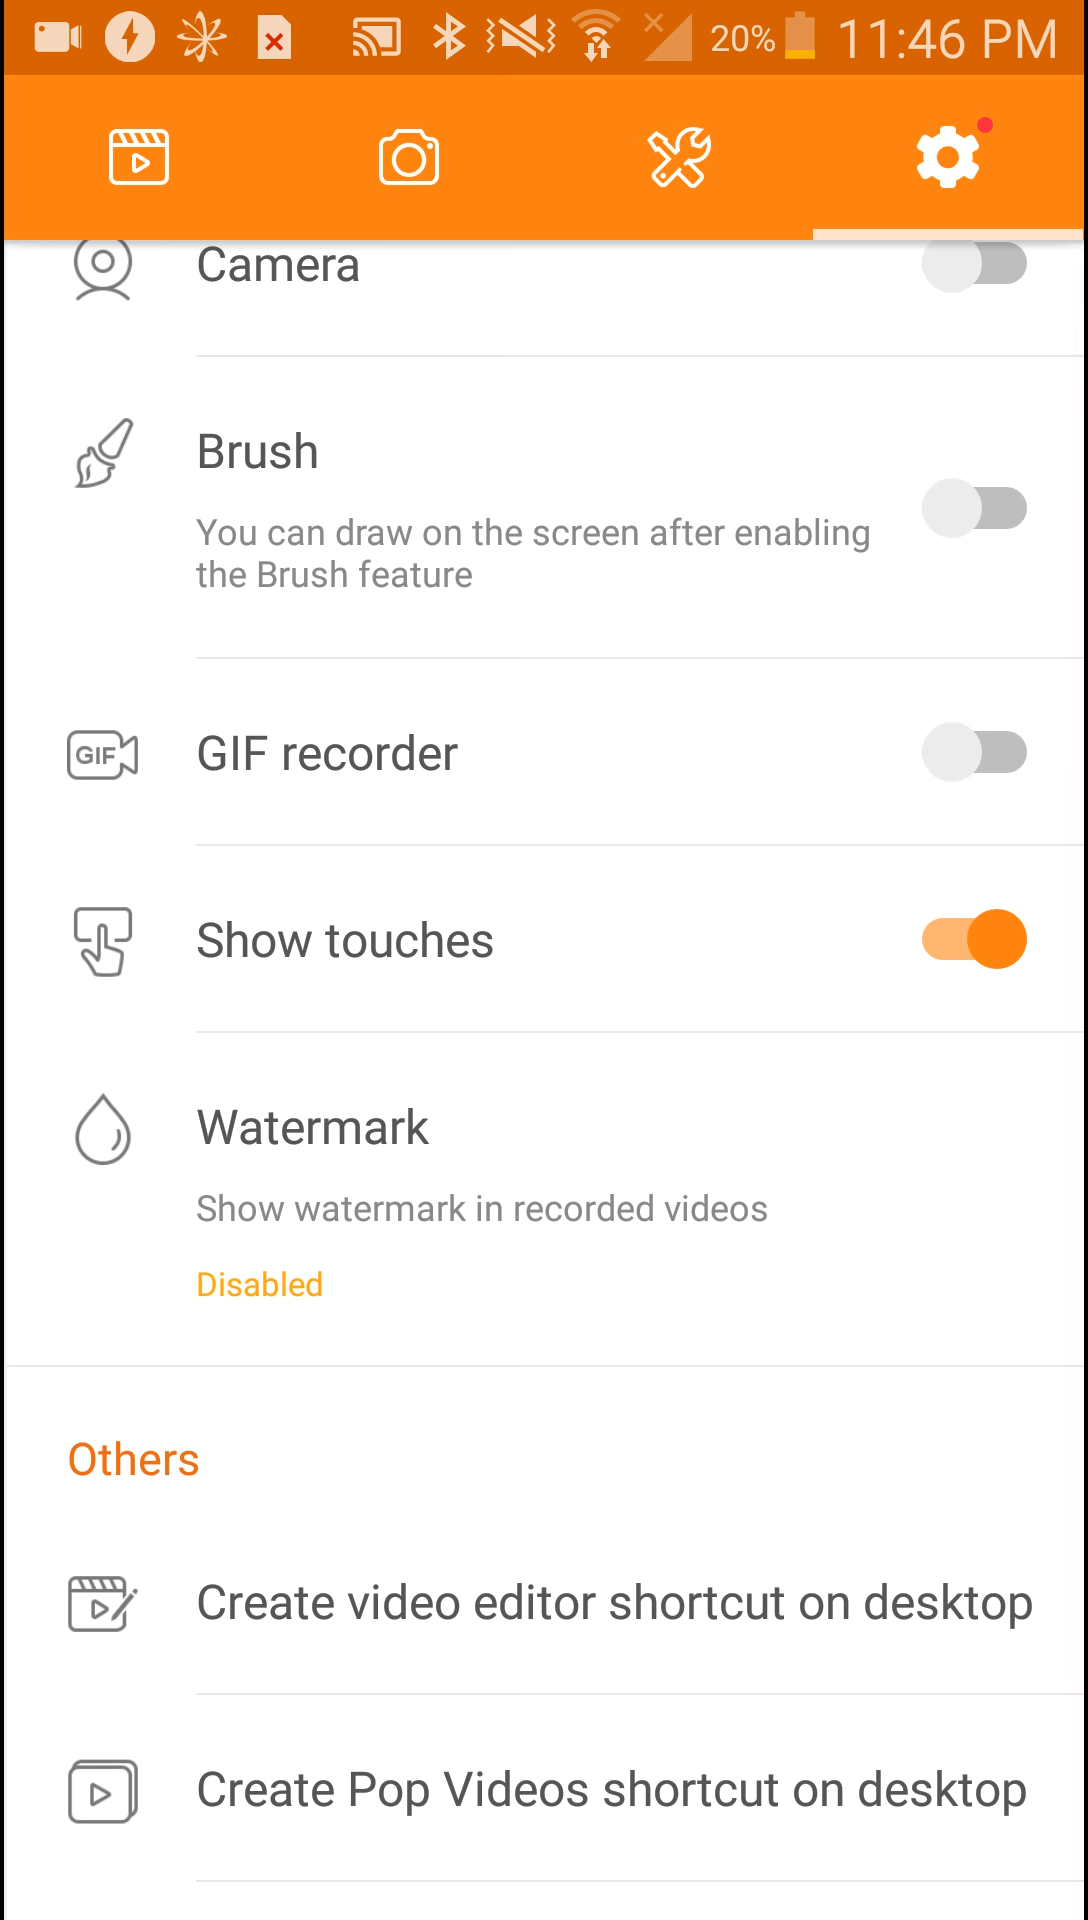 20% 11:46 PM
Camera
Brush
You can draw on the screen after enabling
the Brush feature
GIF
GIF recorder
Show touches
Watermark
Show watermark in recorded videos
Disabled
Others
Create video editor shortcut on desktop
Create Pop Videos shortcut on desktop